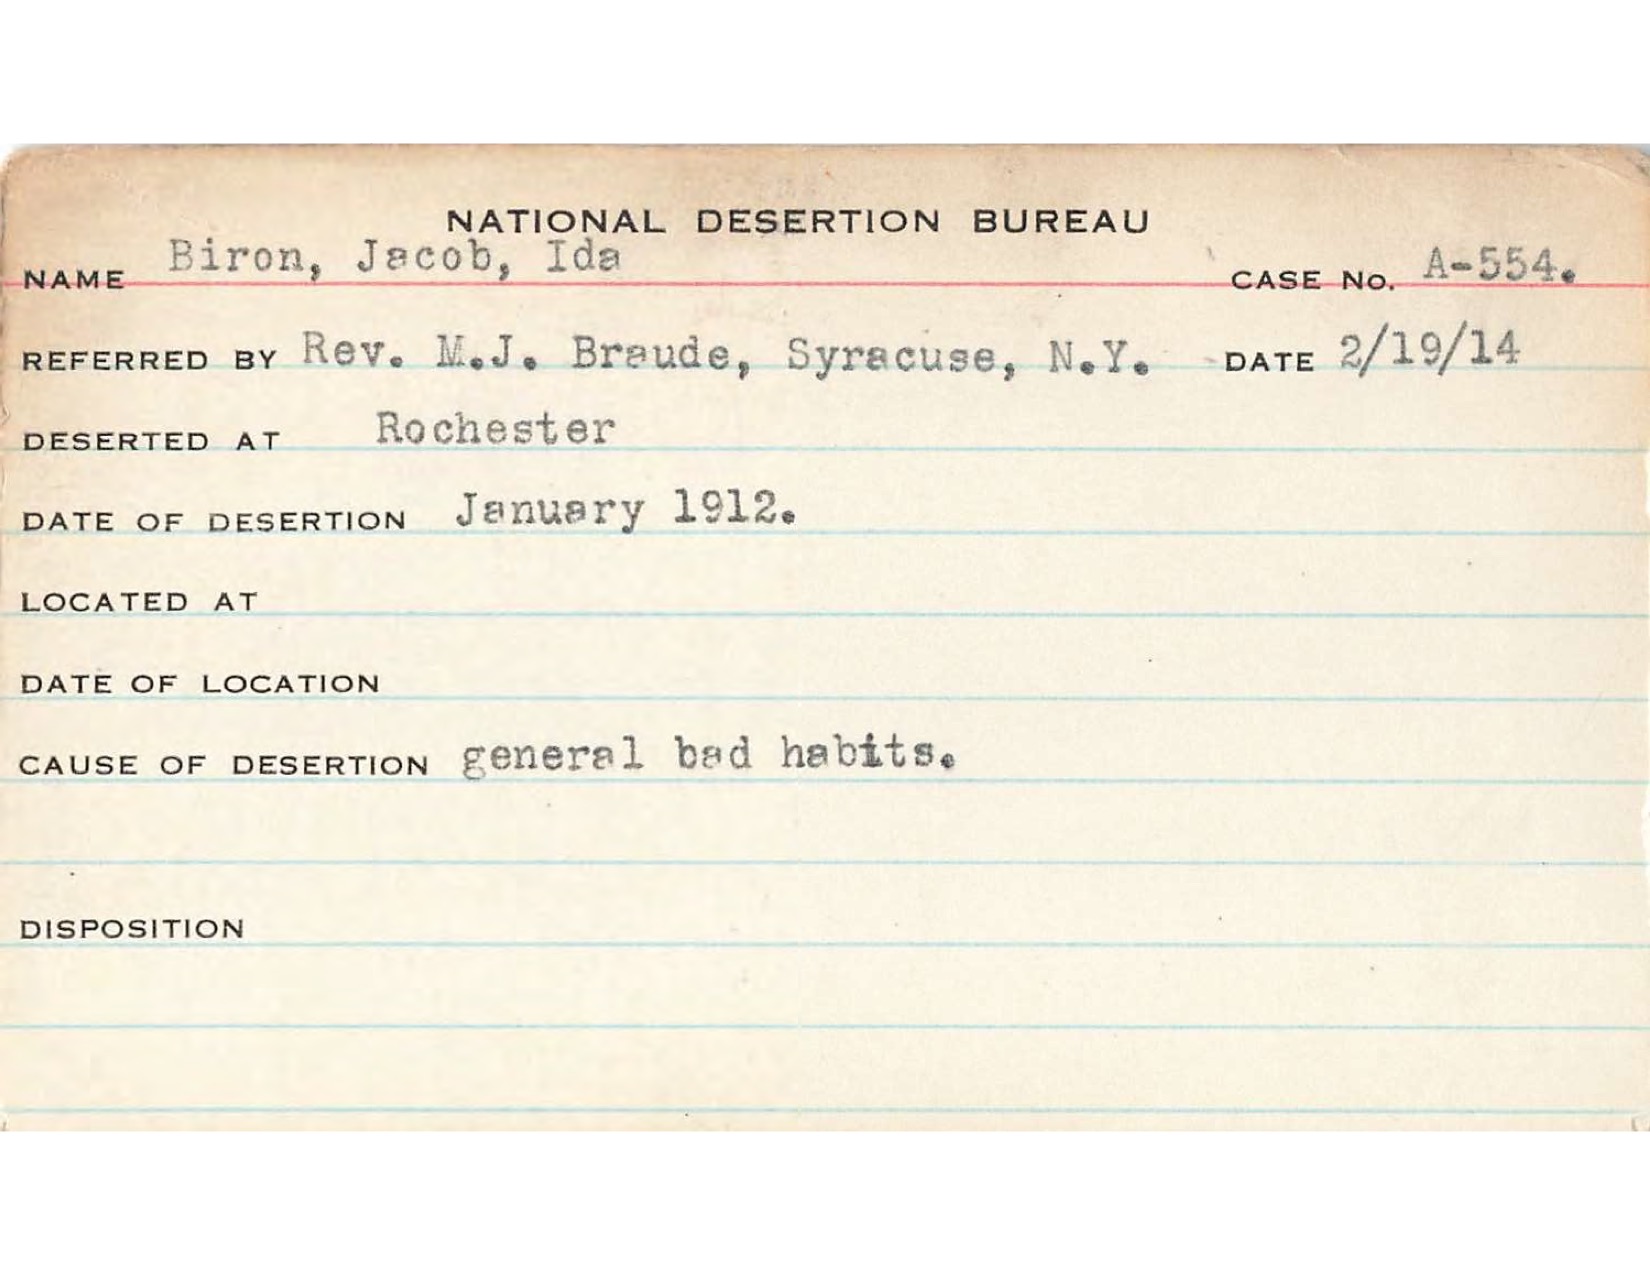 NATIONAL DESERTION BUREAU
NAME Biron, Jacob, Ida CASE No. A-554.
REFERRED BY Rev. M.J. Braude, Syracuse, N.Y. DATE 2/19/14
DESERTED AT Rochester
DATE OF DESERTION January 1912.
LOCATED AT
DATE OF LOCATION
CAUSE OF DESERTION general bad habits.
DISPOSITION